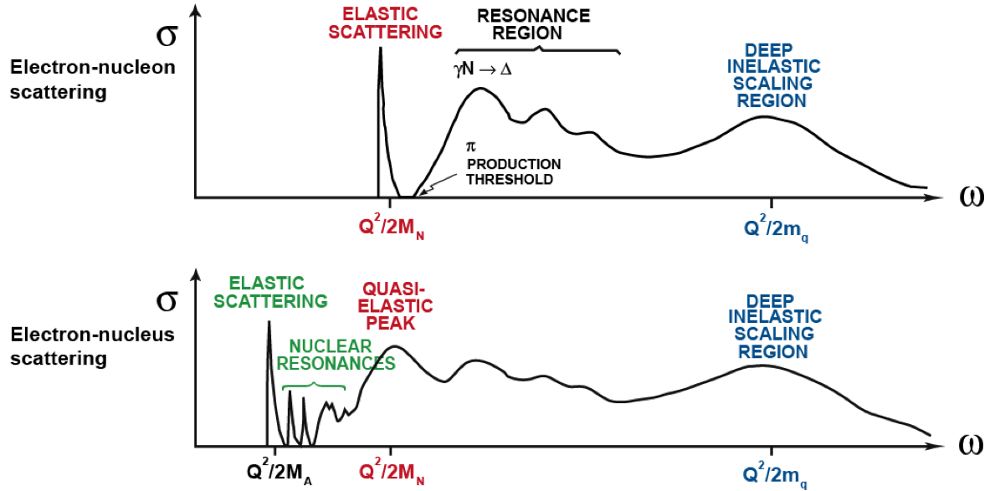 ELASTIC
SCATTERING
RESONANCE
REGION
σ
Electron-nucleon
scattering
γN → Δ
DEEP
INELASTIC
SCALING
REGION
π
PRODUCTION
THRESHOLD
ω
Q²/2M_N
Q²/2m_q
ELASTIC
SCATTERING
QUASI-
ELASTIC
PEAK
σ
Electron-nucleus
scattering
NUCLEAR
RESONANCES
DEEP
INELASTIC
SCALING
REGION
ω
Q²/2M_A
Q²/2M_N
Q²/2m_q